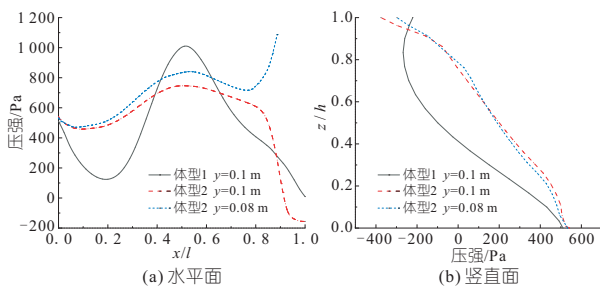 1 200
1 000
800
600
400
200
0
−200
压强/Pa
体型1 y=0.1 m
体型2 y=0.1 m
体型2 y=0.08 m
0.0 0.2 0.4 0.6 0.8 1.0
x/l
(a) 水平面
1.0
0.8
0.6
0.4
0.2
0.0
z/h
体型1 y=0.1 m
体型2 y=0.1 m
体型2 y=0.08 m
−400 −200 0 200 400 600
压强/Pa
(b) 竖直面